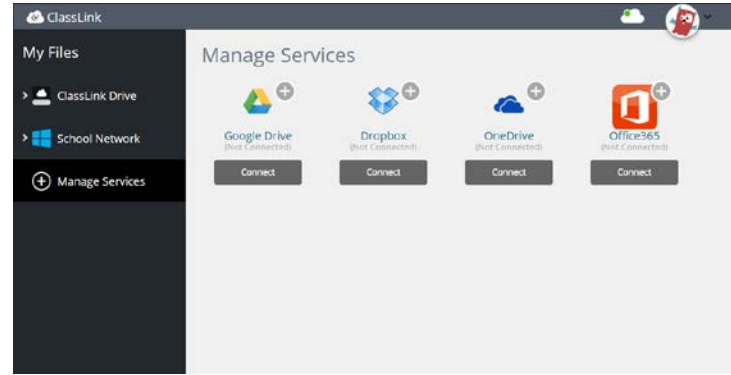 ClassLink
My Files
ClassLink Drive
School Network
Manage Services
Manage Services
Google Drive
(Not Connected)
Connect
Dropbox
(Not Connected)
Connect
OneDrive
(Not Connected)
Connect
Office365
(Not Connected)
Connect